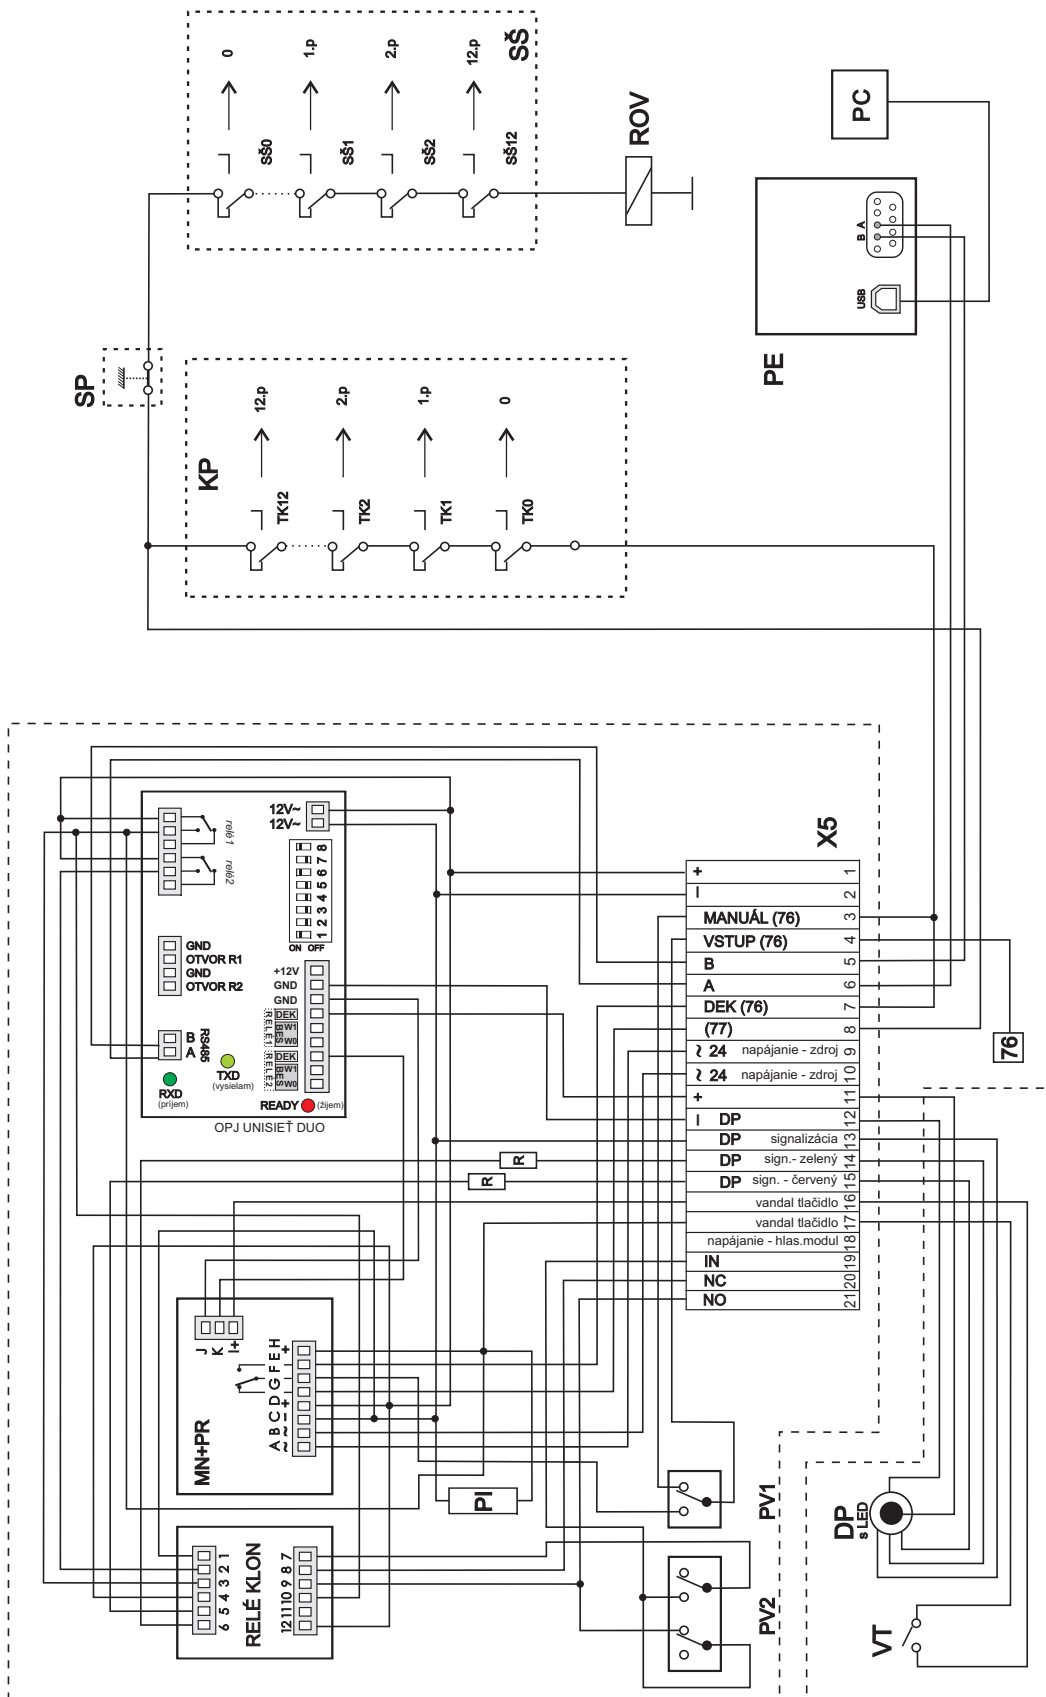 0
1.p
2.p
12.p
SŠ
SŠ0
SŠ1
SŠ2
SŠ12
ROV
PC
SP
KP
12.p
2.p
1.p
0
TK12
TK2
TK1
TK0
B A
USB
PE
X5
relé1
relé2
12V~
12V~
1 2 3 4 5 6 7 8
ON OFF
GND
OTVOR R1
GND
OTVOR R2
+12V
GND
GND
RELÉ1
DEK
BES
W1
W0
RELÉ2
DEK
BES
W1
W0
B
A
RS485
TXD
(vysielam)
RXD
(príjem)
READY
(žijem)
OPJ UNISIEŤ DUO
+ 1
– 2
MANUÁL (76) 3
VSTUP (76) 4
B 5
A 6
DEK (76) 7
(77) 8
~ 24 napájanie - zdroj 9
~ 24 napájanie - zdroj 10
+ 11
– DP 12
DP signalizácia 13
DP sign.- zelený 14
DP sign. - červený 15
vandal tlačidlo 16
vandal tlačidlo 17
napájanie - hlas.modul 18
IN 19
NC 20
NO 21
76
R
R
J
K
I+
MN+PR
A B C D G F E H
~ ~ – + +
PI
RELÉ KLON
6 5 4 3 2 1
12 11 10 9 8 7
PV1
PV2
DP
s LED
VT